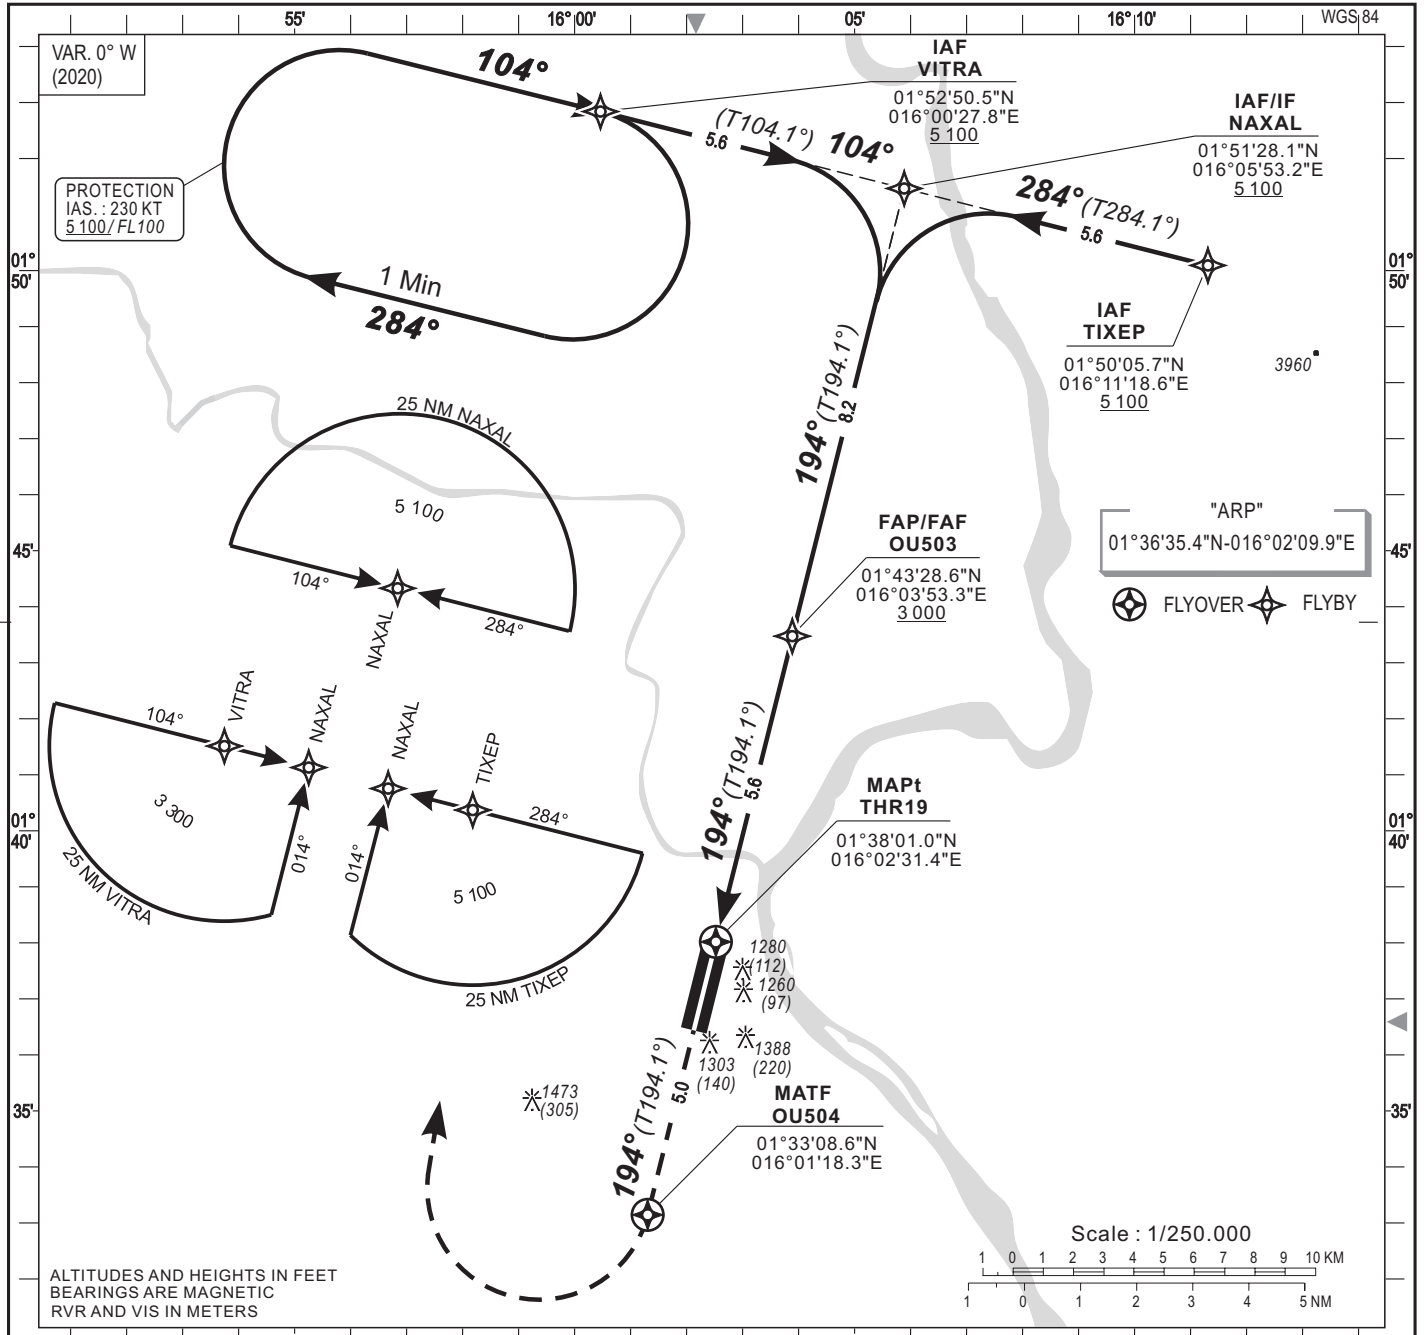 55'
16°00'
05'
16°10'
WGS 84
VAR. 0° W
(2020)
104°
IAF
VITRA
01°52'50.5"N
016°00'27.8"E
5 100
(T104.1°)
5.6
104°
IAF/IF
NAXAL
01°51'28.1"N
016°05'53.2"E
5 100
PROTECTION
IAS. : 230 KT
5 100/FL100
284°(T284.1°)
5.6
01°
50'
01°
50'
1 Min
284°
IAF
TIXEP
01°50'05.7"N
016°11'18.6"E
5 100
3960
194°(T194.1°)
8.2
25 NM NAXAL
5 100
104°
284°
NAXAL
FAP/FAF
OU503
01°43'28.6"N
016°03'53.3"E
3 000
"ARP"
01°36'35.4"N-016°02'09.9"E
45'
45'
FLYOVER
FLYBY
VITRA
104°
NAXAL
3 300
014°
25 NM VITRA
NAXAL
TIXEP
284°
014°
5 100
25 NM TIXEP
194°(T194.1°)
5.6
MAPt
THR19
01°38'01.0"N
016°02'31.4"E
01°
40'
01°
40'
1280
(112)
1260
(97)
1388
(220)
1303
(140)
1473
(305)
35'
35'
194°(T194.1°)
5.0
MATF
OU504
01°33'08.6"N
016°01'18.3"E
ALTITUDES AND HEIGHTS IN FEET
BEARINGS ARE MAGNETIC
RVR AND VIS IN METERS
Scale : 1/250.000
1 0 1 2 3 4 5 6 7 8 9 10 KM
1 0 1 2 3 4 5 NM